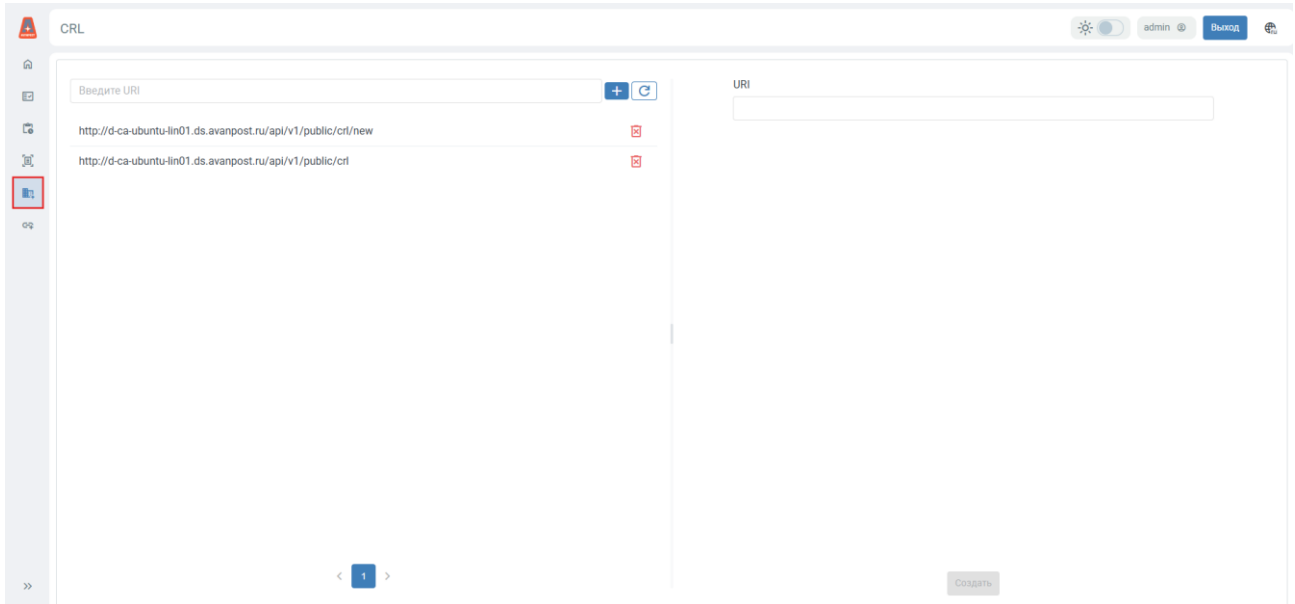 CRL
admin
Выход
ru
Введите URI
http://d-ca-ubuntu-lin01.ds.avanpost.ru/api/v1/public/crl/new
http://d-ca-ubuntu-lin01.ds.avanpost.ru/api/v1/public/crl
1
URI
Создать